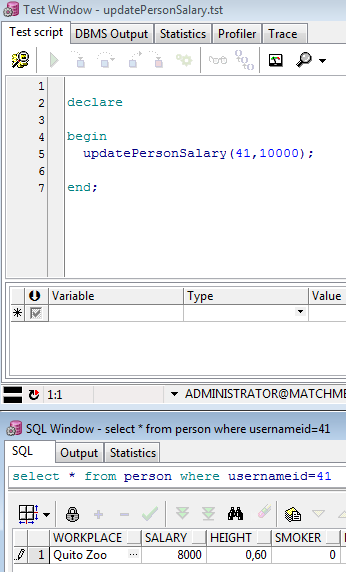 Test Window - updatePersonSalary.tst
Test script DBMS Output Statistics Profiler Trace
1
2 declare
3
4 begin
5 updatePersonSalary(41,10000);
6
7 end;
Variable Type Value
1:1 ADMINISTRATOR@MATCHME
SQL Window - select * from person where usernameid=41
SQL Output Statistics
select * from person where usernameid=41
WORKPLACE SALARY HEIGHT SMOKER
1 Quito Zoo ... 8000 0,60 0